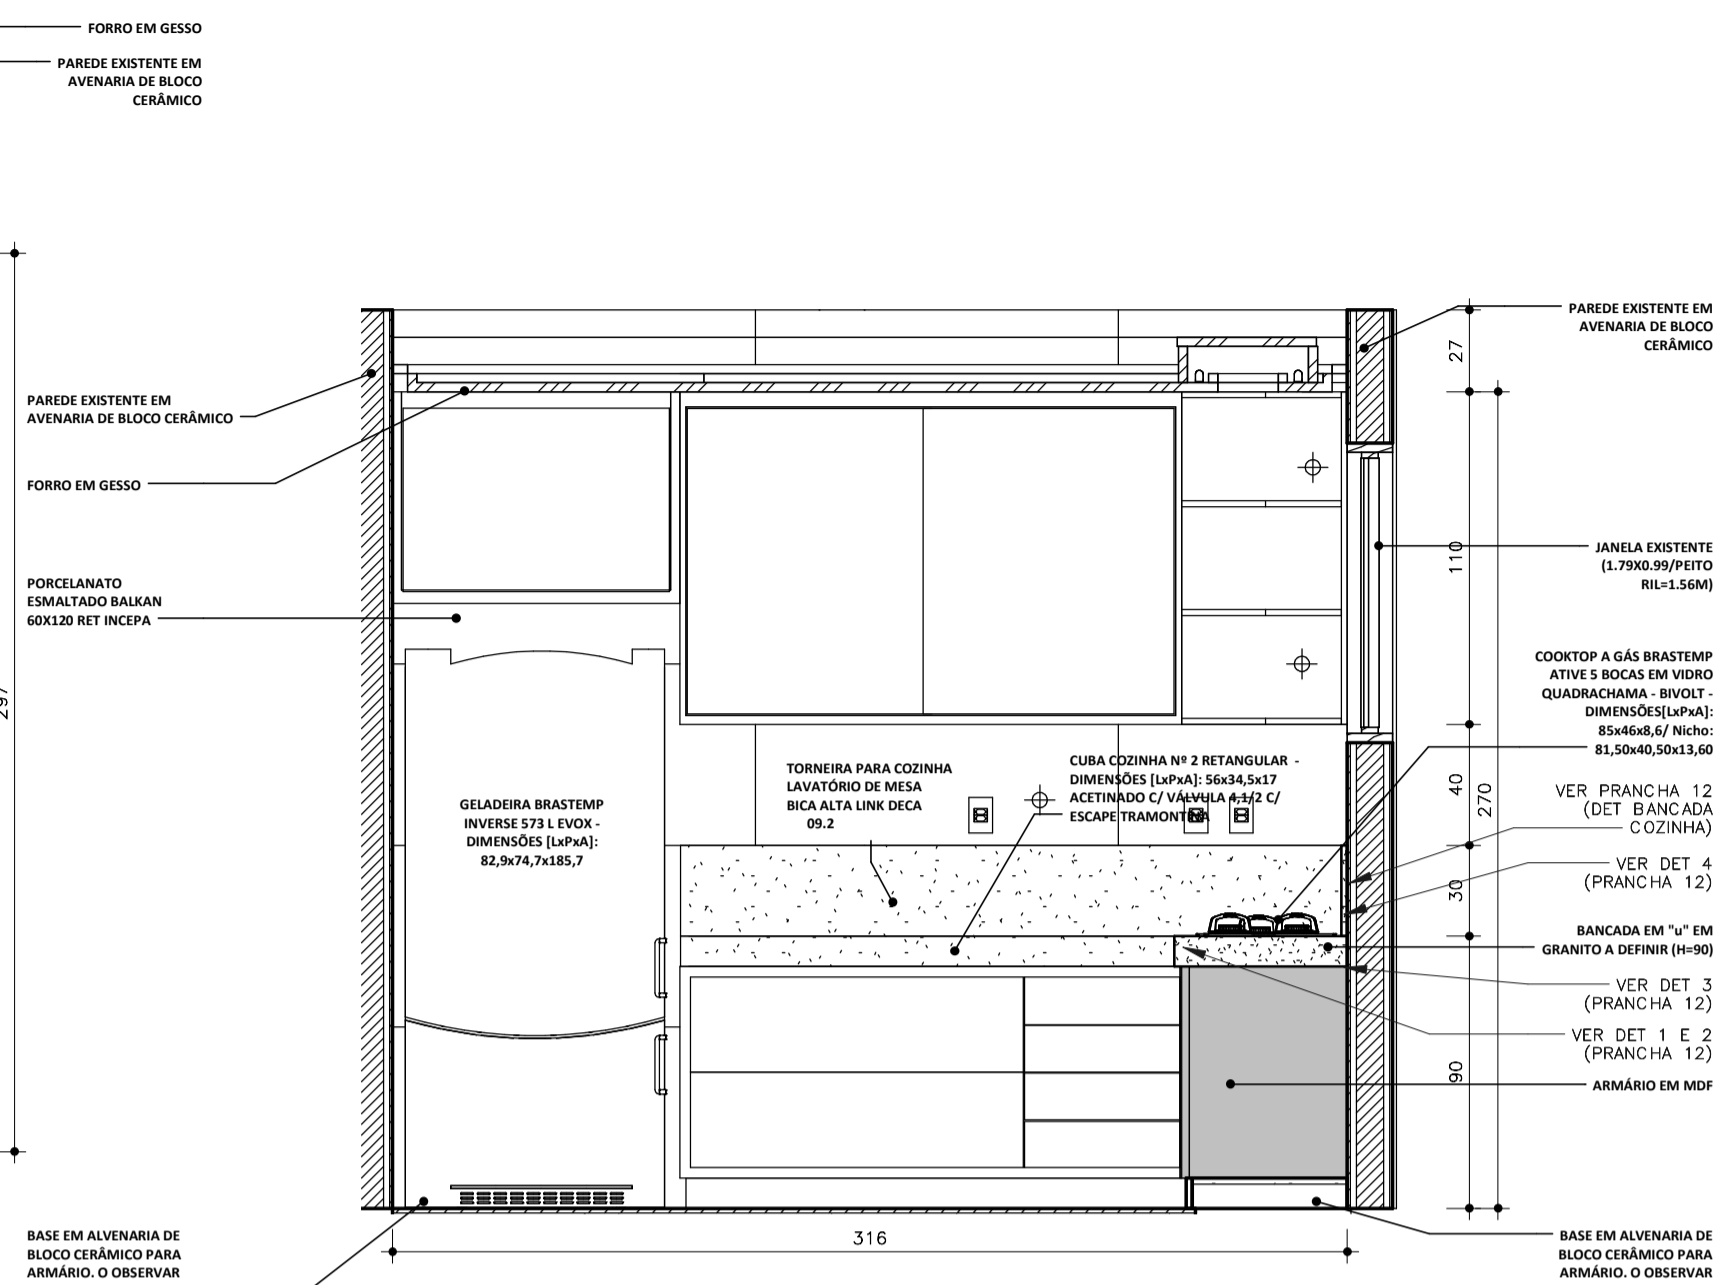 FORRO EM GESSO
PAREDE EXISTENTE EM
AVENARIA DE BLOCO
CERÂMICO
297
PAREDE EXISTENTE EM
AVENARIA DE BLOCO CERÂMICO
FORRO EM GESSO
PORCELANATO
ESMALTADO BALKAN
60X120 RET INCEPA
GELADEIRA BRASTEMP
INVERSE 573 L EVOX -
DIMENSÕES [LxPxA]:
82,9x74,7x185,7
TORNEIRA PARA COZINHA
LAVATÓRIO DE MESA
BICA ALTA LINK DECA
09.2
CUBA COZINHA Nº 2 RETANGULAR -
DIMENSÕES [LxPxA]: 56x34,5x17
ACETINADO C/ VÁLVULA 4,1/2 C/
ESCAPE TRAMONTINA
27
110
40
270
30
90
316
PAREDE EXISTENTE EM
AVENARIA DE BLOCO
CERÂMICO
JANELA EXISTENTE
(1.79X0.99/PEITO
RIL=1.56M)
COOKTOP A GÁS BRASTEMP
ATIVE 5 BOCAS EM VIDRO
QUADRACHAMA - BIVOLT -
DIMENSÕES[LxPxA]:
85x46x8,6/ Nicho:
81,50x40,50x13,60
VER PRANCHA 12
(DET BANCADA
COZINHA)
VER DET 4
(PRANCHA 12)
BANCADA EM "u" EM
GRANITO A DEFINIR (H=90)
VER DET 3
(PRANCHA 12)
VER DET 1 E 2
(PRANCHA 12)
ARMÁRIO EM MDF
BASE EM ALVENARIA DE
BLOCO CERÂMICO PARA
ARMÁRIO. O OBSERVAR
BASE EM ALVENARIA DE
BLOCO CERÂMICO PARA
ARMÁRIO. O OBSERVAR